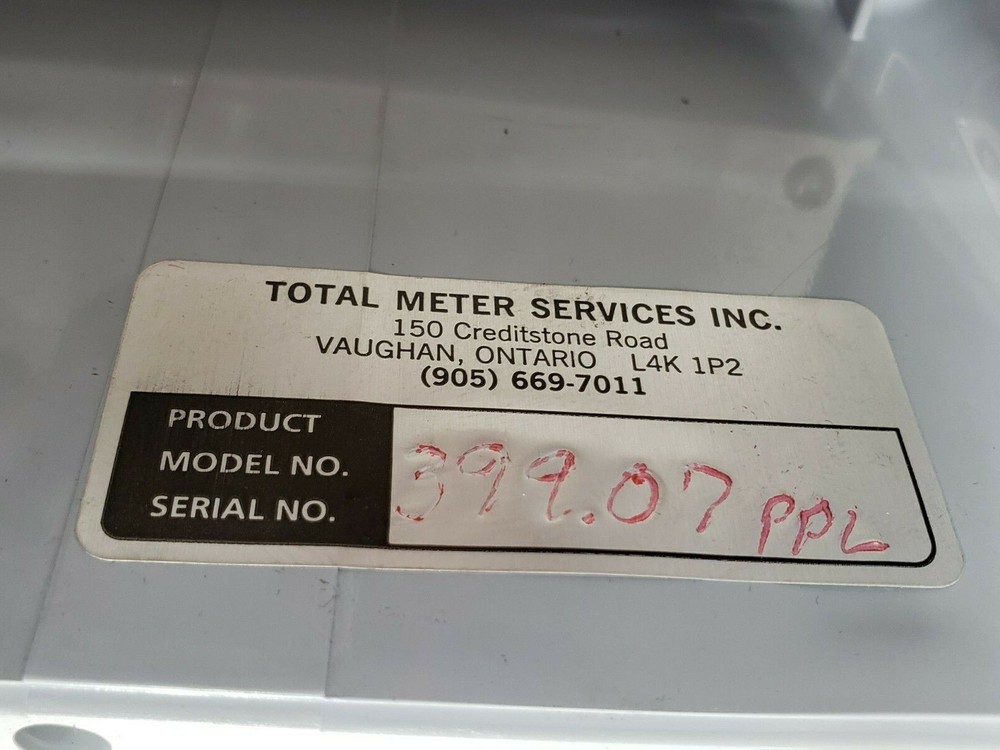 TOTAL METER SERVICES INC.
150 Creditstone Road
VAUGHAN, ONTARIO L4K 1P2
(905) 669-7011
PRODUCT
MODEL NO.
SERIAL NO.
399.07 PPL